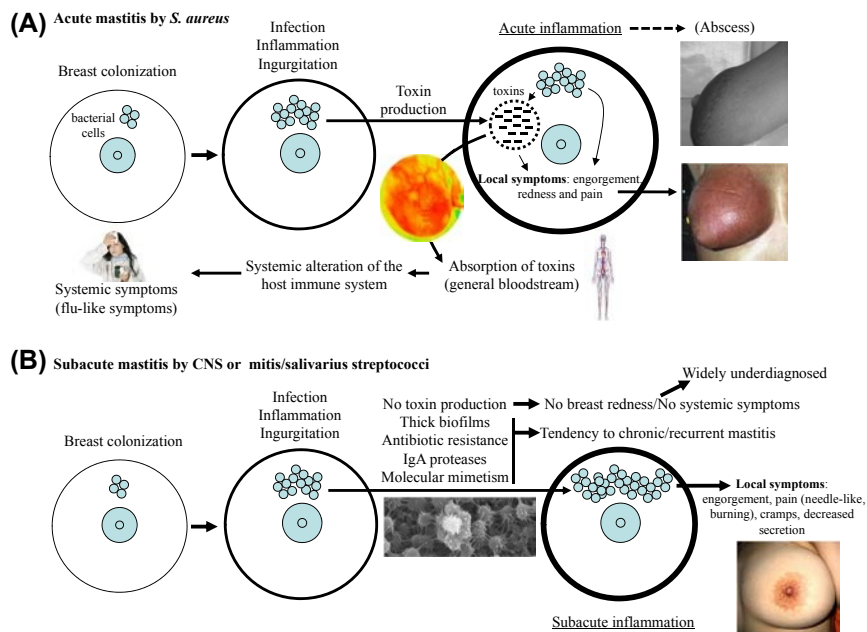 (A) Acute mastitis by S. aureus
Breast colonization
bacterial
cells
Infection
Inflammation
Ingurgitation
Toxin
production
Acute inflammation
(Abscess)
toxins
Local symptoms: engorgement,
redness and pain
Absorption of toxins
(general bloodstream)
Systemic alteration of the
host immune system
Systemic symptoms
(flu-like symptoms)
(B) Subacute mastitis by CNS or mitis/salivarius streptococci
Breast colonization
Infection
Inflammation
Ingurgitation
No toxin production
Thick biofilms
Antibiotic resistance
IgA proteases
Molecular mimetism
Widely underdiagnosed
No breast redness/No systemic symptoms
Tendency to chronic/recurrent mastitis
Local symptoms:
engorgement, pain (needle-like,
burning), cramps, decreased
secretion
Subacute inflammation